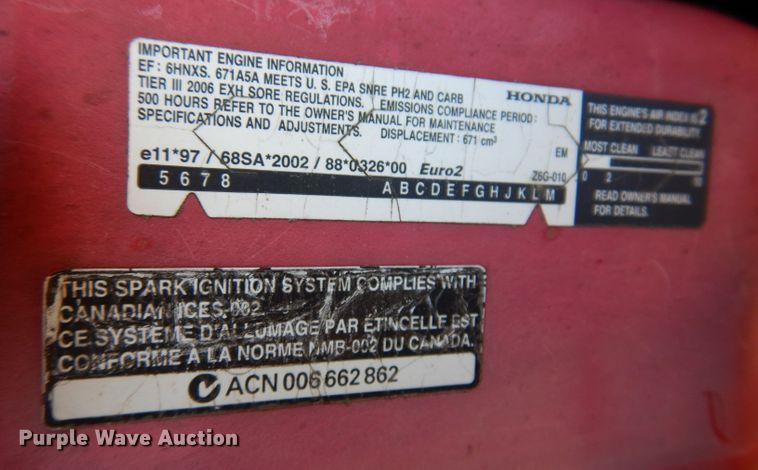 IMPORTANT ENGINE INFORMATION
EF: 6HNXS. 671A5A MEETS U. S. EPA SNRE PH2 AND CARB
TIER III 2006 EXH SORE REGULATIONS. EMISSIONS COMPLIANCE PERIOD:
500 HOURS REFER TO THE OWNER'S MANUAL FOR MAINTENANCE
SPECIFICATIONS AND ADJUSTMENTS. DISPLACEMENT: 671 cm³
HONDA
EM
e11*97 / 68SA*2002 / 88*0326*00 Euro2
Z6G-010
5 6 7 8 A B C D E F G H J K L M
THIS ENGINE'S AIR INDEX IS 2
FOR EXTENDED DURABILITY.
MOST CLEAN LEAST CLEAN
0 2 10
READ OWNER'S MANUAL
FOR DETAILS.
THIS SPARK IGNITION SYSTEM COMPLIES WITH
CANADIAN ICES-002
CE SYSTÈME D'ALLUMAGE PAR ÉTINCELLE EST
CONFORME À LA NORME NMB-002 DU CANADA.
ACN 006 662 862
Purple Wave Auction